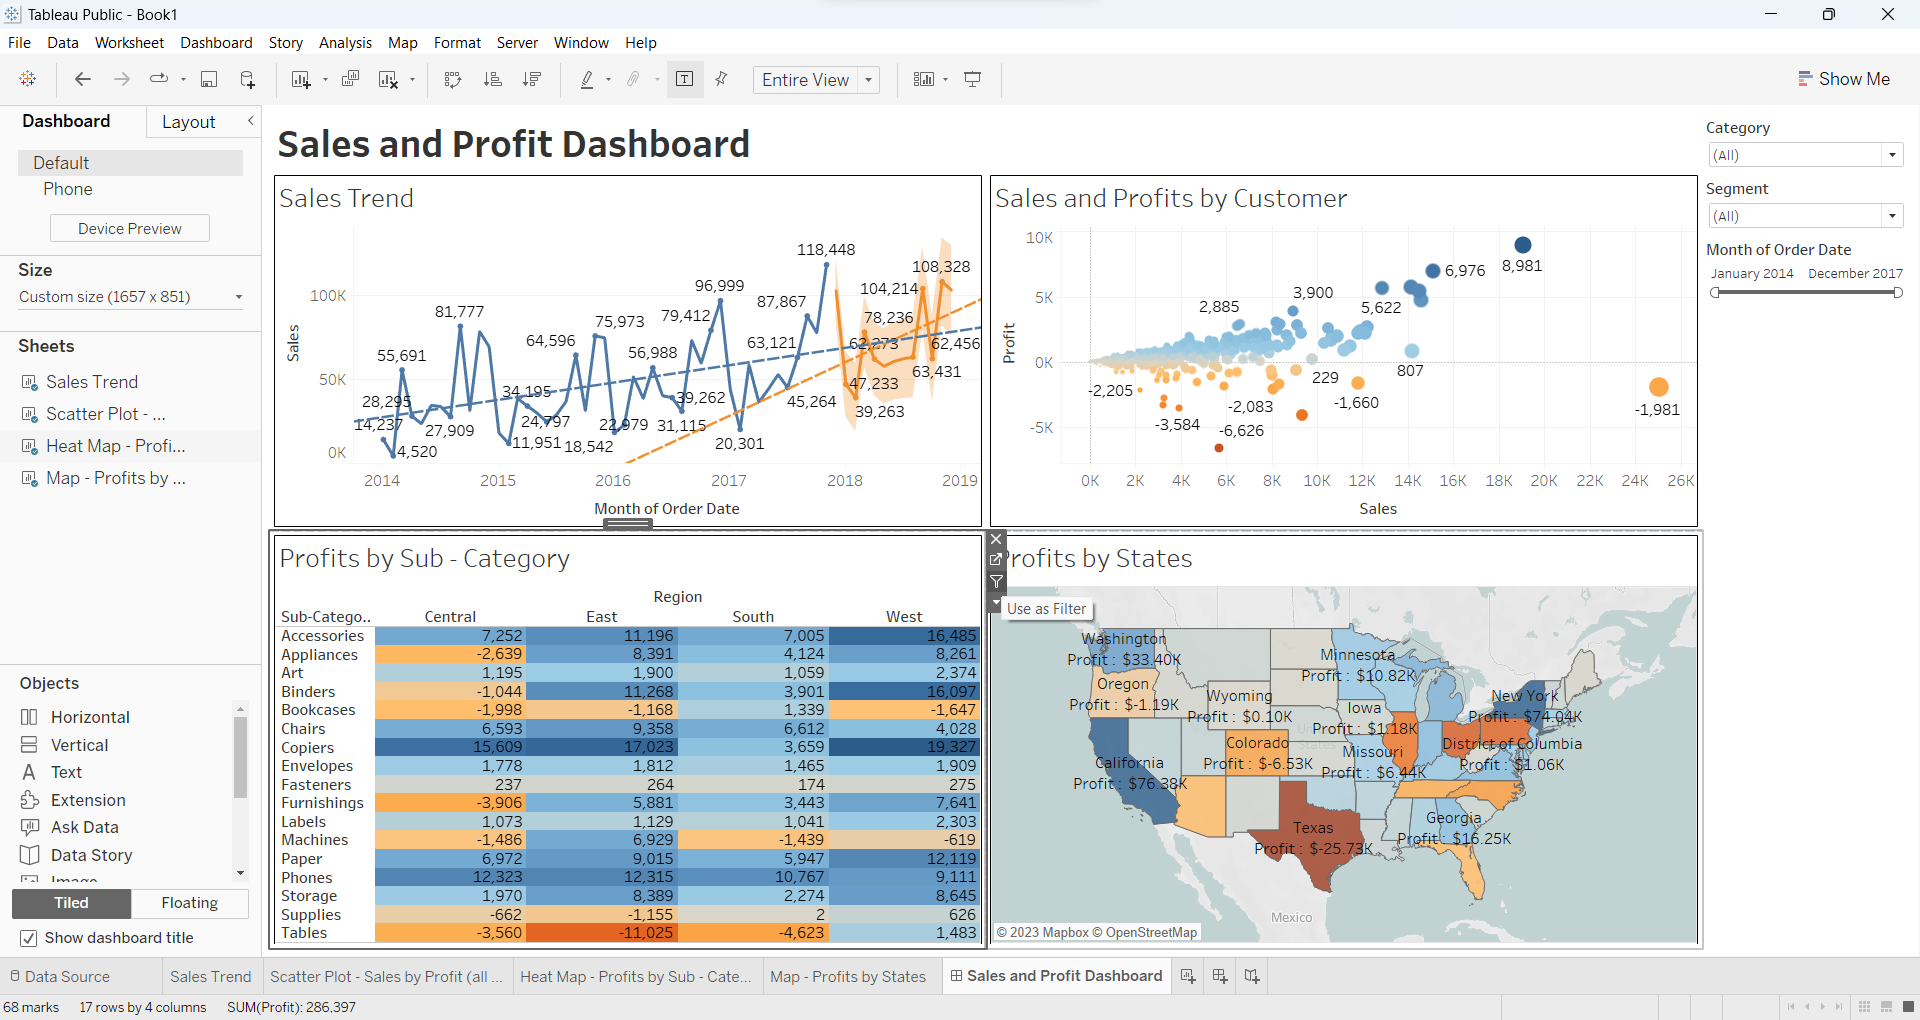 Tableau Public - Book1
File Data Worksheet Dashboard Story Analysis Map Format Server Window Help
Entire View
Show Me
Dashboard Layout
Default
Phone
Device Preview
Size
Custom size (1657 x 851)
Sheets
Sales Trend
Scatter Plot - ...
Heat Map - Profi...
Map - Profits by ...
Objects
Horizontal
Vertical
Text
Extension
Ask Data
Data Story
Image
Tiled Floating
Show dashboard title
Sales and Profit Dashboard
Sales Trend
Sales
100K
50K
0K
14,237
28,295
4,520
55,691
27,909
81,777
11,951
34,195
24,797
64,596
18,542
75,973
22,979
56,988
39,262
31,115
79,412
96,999
20,301
63,121
45,264
87,867
118,448
47,233
39,263
62,273
78,236
104,214
63,431
62,456
108,328
2014 2015 2016 2017 2018 2019
Month of Order Date
Sales and Profits by Customer
Profit
10K
5K
0K
-5K
8,981
6,976
5,622
3,900
2,885
807
229
-2,205
-2,083
-1,660
-1,981
-3,584
-6,626
0K 2K 4K 6K 8K 10K 12K 14K 16K 18K 20K 22K 24K 26K
Sales
Category
(All)
Segment
(All)
Month of Order Date
January 2014 December 2017
Profits by Sub - Category
Region
Sub-Catego.. Central East South West
Accessories 7,252 11,196 7,005 16,485
Appliances -2,639 8,391 4,124 8,261
Art 1,195 1,900 1,059 2,374
Binders -1,044 11,268 3,901 16,097
Bookcases -1,998 -1,168 1,339 -1,647
Chairs 6,593 9,358 6,612 4,028
Copiers 15,609 17,023 3,659 19,327
Envelopes 1,778 1,812 1,465 1,909
Fasteners 237 264 174 275
Furnishings -3,906 5,881 3,443 7,641
Labels 1,073 1,129 1,041 2,303
Machines -1,486 6,929 -1,439 -619
Paper 6,972 9,015 5,947 12,119
Phones 12,323 12,315 10,767 9,111
Storage 1,970 8,389 2,274 8,645
Supplies -662 -1,155 2 626
Tables -3,560 -11,025 -4,623 1,483
Profits by States
Use as Filter
Washington
Profit : $33.40K
Oregon
Profit : $-1.19K
Wyoming
Profit : $0.10K
Minnesota
Profit : $10.82K
Iowa
Profit : $1.18K
New York
Profit : $74.04K
Colorado
Profit : $-6.53K
Missouri
Profit : $6.44K
District of Columbia
Profit : $1.06K
California
Profit : $76.38K
Texas
Profit : $-25.73K
Georgia
Profit : $16.25K
Mexico
© 2023 Mapbox © OpenStreetMap
Data Source Sales Trend Scatter Plot - Sales by Profit (all ... Heat Map - Profits by Sub - Cate... Map - Profits by States Sales and Profit Dashboard
68 marks 17 rows by 4 columns SUM(Profit): 286,397